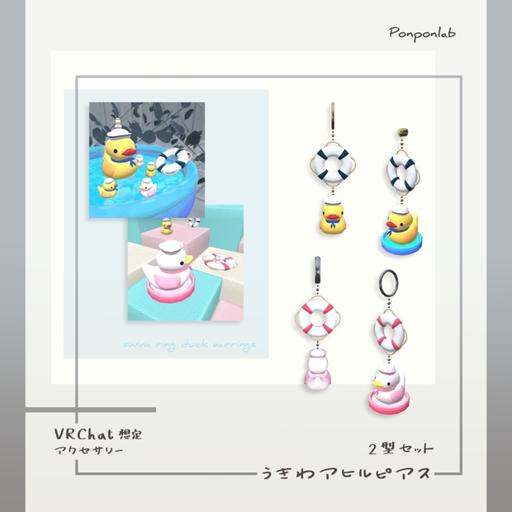 Ponponlab
swim ring duck earrings
VRChat 想定
アクセサリー
2型セット
うきわアヒルピアス